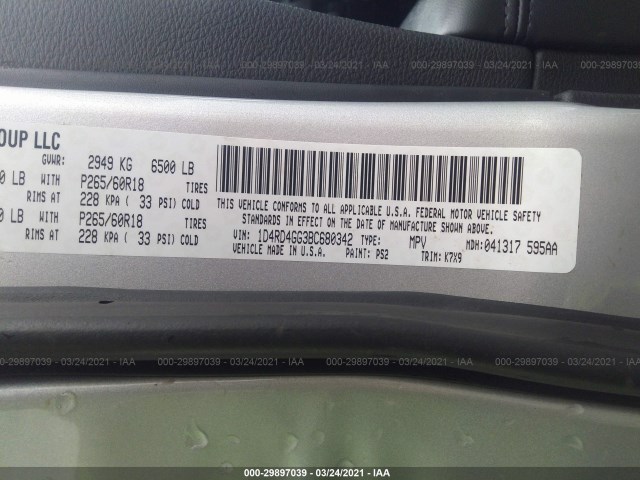 000-29897039 - 03/24/2021 - IAA
000-29897039 - 03/24/2021 - IAA
OUP LLC
GVWR: 2949 KG 6500 LB
0 LB WITH P265/60R18 TIRES
RIMS AT 228 KPA ( 33 PSI) COLD
0 LB WITH P265/60R18 TIRES
RIMS AT 228 KPA ( 33 PSI) COLD
THIS VEHICLE CONFORMS TO ALL APPLICABLE U.S.A. FEDERAL MOTOR VEHICLE SAFETY
STANDARDS IN EFFECT ON THE DATE OF MANUFACTURE SHOWN ABOVE.
VIN: 1D4RD4GG3BC680342 TYPE: MPV MDH: 041317 595AA
VEHICLE MADE IN U.S.A. PAINT: PS2 TRIM: K7X9
039 - 03/24/2021 - IAA
000-29897039 - 03/24/2021 - IAA
000-29897039 - 03/24/2021 - IAA
000-29897039 - 03/24/2021 - IAA